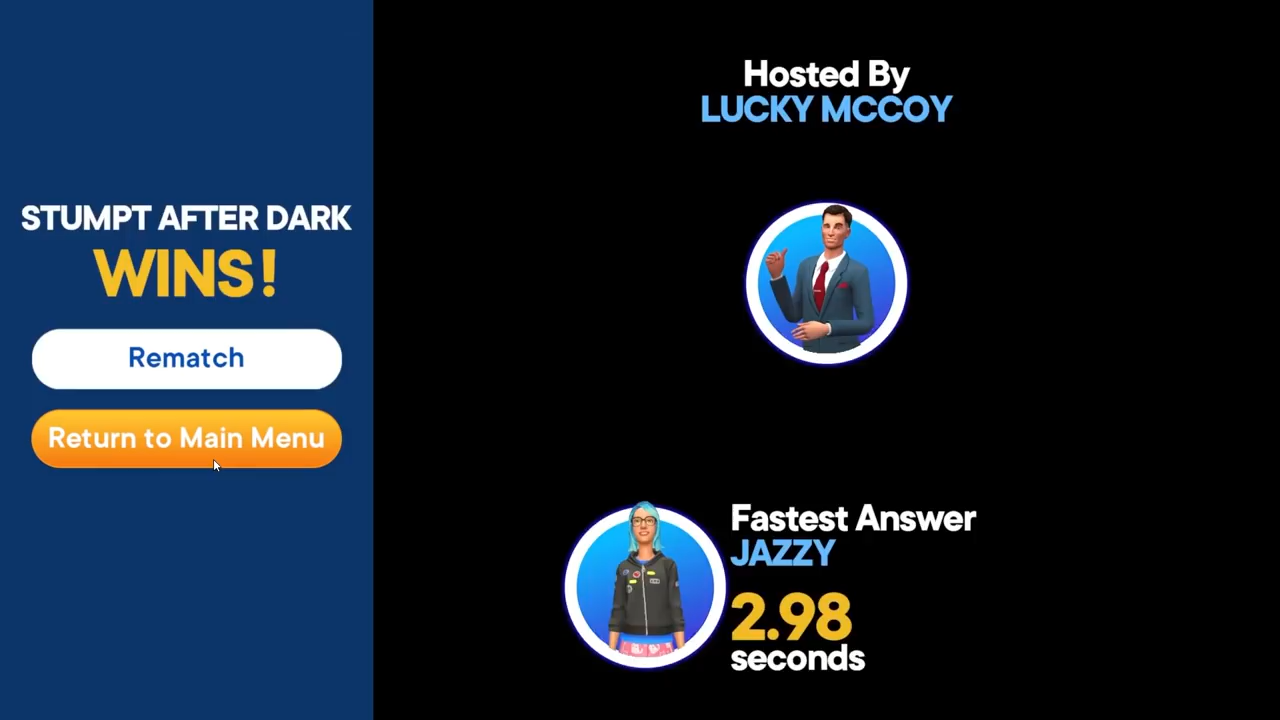 STUMPT AFTER DARK
WINS!
Rematch
Return to Main Menu
Hosted By
LUCKY MCCOY
Fastest Answer
JAZZY
2.98
seconds